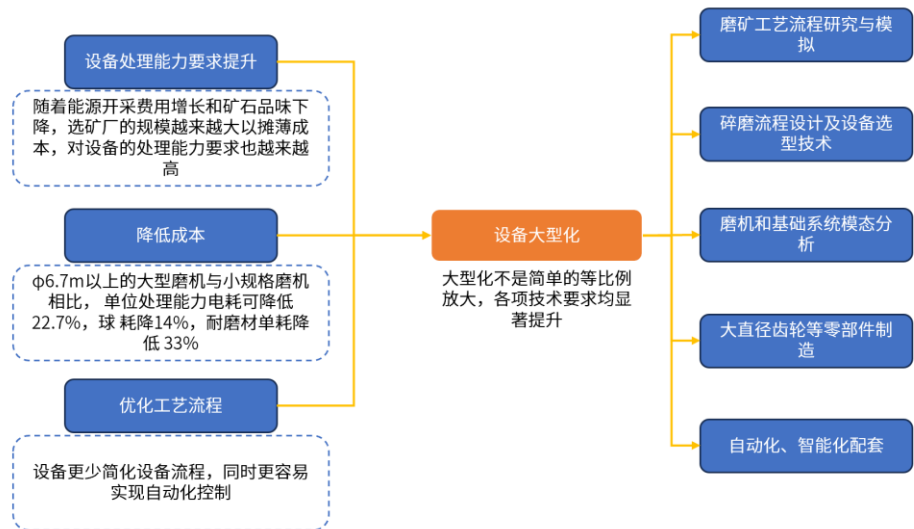 设备处理能力要求提升
随着能源开采费用增长和矿石品味下
降，选矿厂的规模越来越大以摊薄成
本，对设备的处理能力要求也越来越
高
降低成本
φ6.7m以上的大型磨机与小规格磨机
相比， 单位处理能力电耗可降低
22.7%，球 耗降14%，耐磨材单耗降
低 33%
优化工艺流程
设备更少简化设备流程，同时更容易
实现自动化控制
设备大型化
大型化不是简单的等比例
放大，各项技术要求均显
著提升
磨矿工艺流程研究与模
拟
碎磨流程设计及设备选
型技术
磨机和基础系统模态分
析
大直径齿轮等零部件制
造
自动化、智能化配套